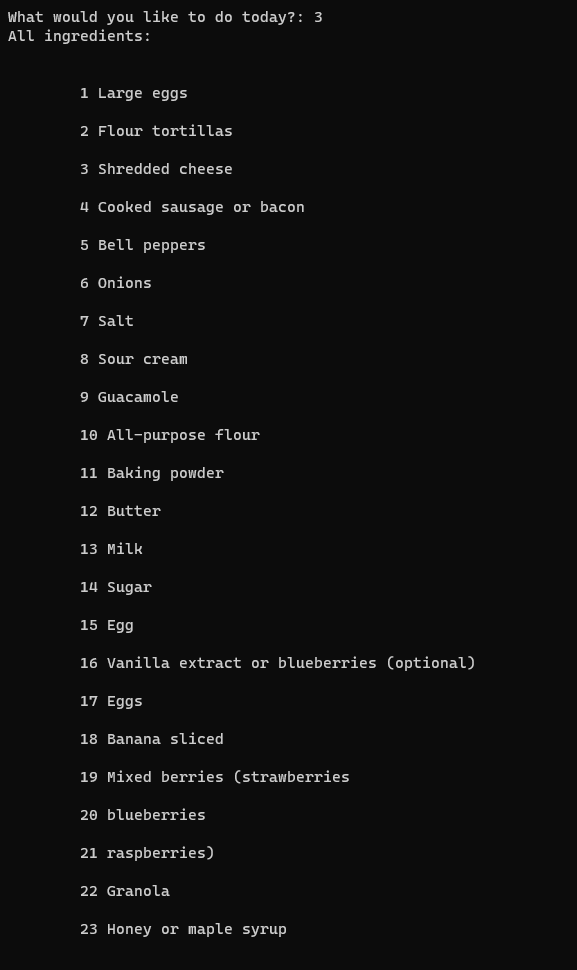 What would you like to do today?: 3
All ingredients:
1 Large eggs
2 Flour tortillas
3 Shredded cheese
4 Cooked sausage or bacon
5 Bell peppers
6 Onions
7 Salt
8 Sour cream
9 Guacamole
10 All-purpose flour
11 Baking powder
12 Butter
13 Milk
14 Sugar
15 Egg
16 Vanilla extract or blueberries (optional)
17 Eggs
18 Banana sliced
19 Mixed berries (strawberries
20 blueberries
21 raspberries)
22 Granola
23 Honey or maple syrup